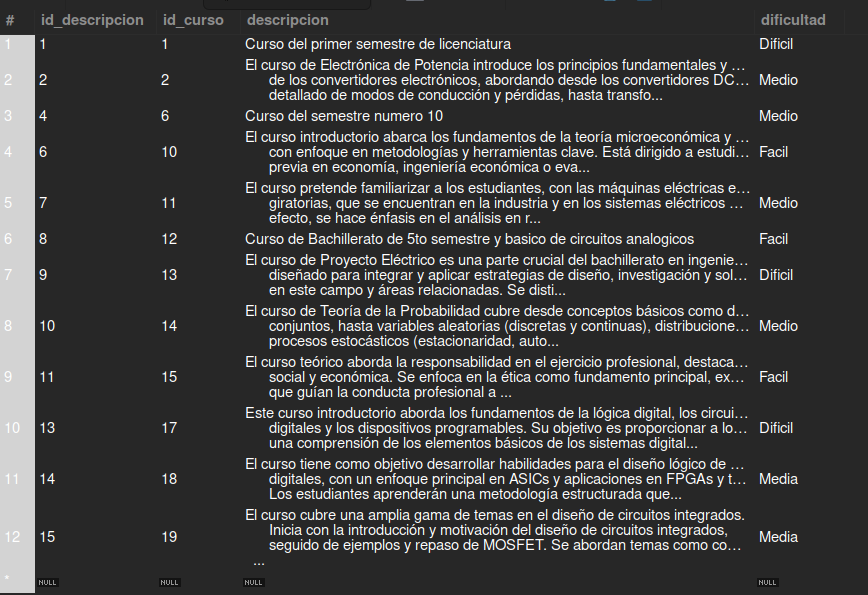 # id_descripcion id_curso descripcion dificultad
1 1 1 Curso del primer semestre de licenciatura Dificil
El curso de Electrónica de Potencia introduce los principios fundamentales y ...
2 2 2 de los convertidores electrónicos, abordando desde los convertidores DC... Medio
detallado de modos de conducción y pérdidas, hasta transfo...
3 4 6 Curso del semestre numero 10 Medio
El curso introductorio abarca los fundamentos de la teoría microeconómica y ...
4 6 10 con enfoque en metodologías y herramientas clave. Está dirigido a estudi... Facil
previa en economía, ingeniería económica o eva...
El curso pretende familiarizar a los estudiantes, con las máquinas eléctricas e...
5 7 11 giratorias, que se encuentran en la industria y en los sistemas eléctricos ... Medio
efecto, se hace énfasis en el análisis en r...
6 8 12 Curso de Bachillerato de 5to semestre y basico de circuitos analogicos Facil
El curso de Proyecto Eléctrico es una parte crucial del bachillerato en ingenie...
7 9 13 diseñado para integrar y aplicar estrategias de diseño, investigación y sol... Dificil
en este campo y áreas relacionadas. Se disti...
El curso de Teoría de la Probabilidad cubre desde conceptos básicos como d...
8 10 14 conjuntos, hasta variables aleatorias (discretas y continuas), distribucione... Medio
procesos estocásticos (estacionaridad, auto...
El curso teórico aborda la responsabilidad en el ejercicio profesional, destaca...
9 11 15 social y económica. Se enfoca en la ética como fundamento principal, ex... Facil
que guían la conducta profesional a ...
Este curso introductorio aborda los fundamentos de la lógica digital, los circui...
10 13 17 digitales y los dispositivos programables. Su objetivo es proporcionar a lo... Dificil
una comprensión de los elementos básicos de los sistemas digital...
El curso tiene como objetivo desarrollar habilidades para el diseño lógico de ...
11 14 18 digitales, con un enfoque principal en ASICs y aplicaciones en FPGAs y t... Media
Los estudiantes aprenderán una metodología estructurada que...
El curso cubre una amplia gama de temas en el diseño de circuitos integrados.
12 15 19 Inicia con la introducción y motivación del diseño de circuitos integrados, Media
seguido de ejemplos y repaso de MOSFET. Se abordan temas como co...
...
* NULL NULL NULL NULL